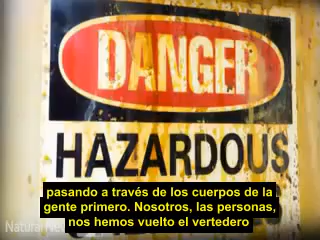 DANGER
HAZARDOUS
pasando a través de los cuerpos de la
gente primero. Nosotros, las personas,
nos hemos vuelto el vertedero